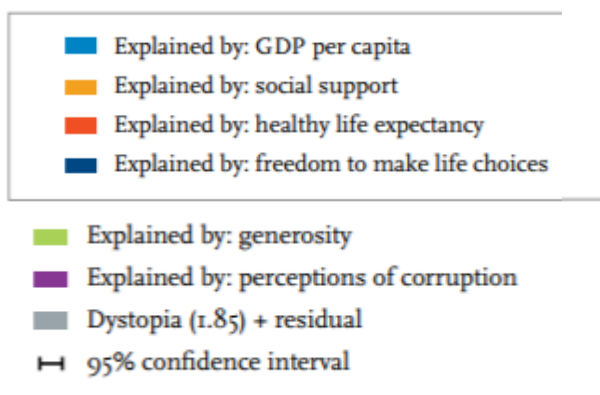 Explained by: GDP per capita
Explained by: social support
Explained by: healthy life expectancy
Explained by: freedom to make life choices
Explained by: generosity
Explained by: perceptions of corruption
Dystopia (1.85) + residual
95% confidence interval